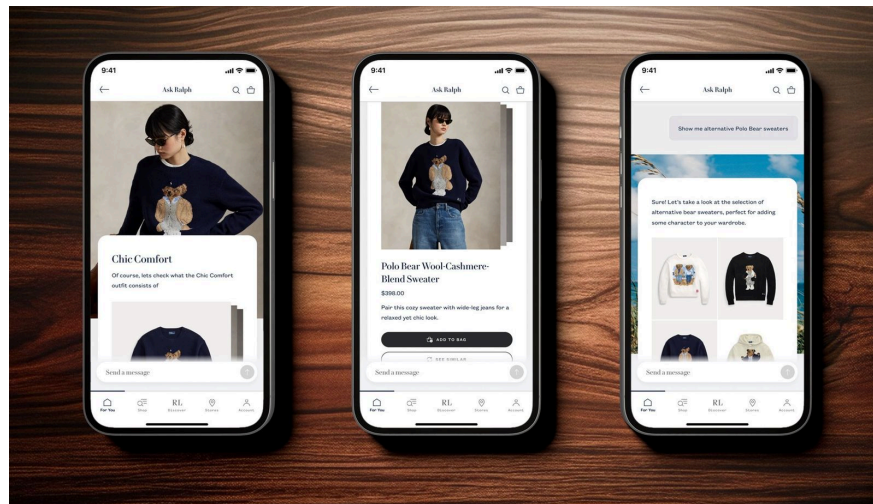 9:41
Ask Ralph
Chic Comfort
Of course, lets check what the Chic Comfort
outfit consists of
Send a message
For You
Shop
RL
Discover
Stores
Account
9:41
Ask Ralph
Polo Bear Wool-Cashmere-
Blend Sweater
$398.00
Pair this cozy sweater with wide-leg jeans for a
relaxed yet chic look.
ADD TO BAG
SEE SIMILAR
Send a message
For You
Shop
RL
Discover
Stores
Account
9:41
Ask Ralph
Show me alternative Polo Bear sweaters
Sure! Let's take a look at the selection of
alternative bear sweaters, perfect for adding
some character to your wardrobe.
Send a message
For You
Shop
RL
Discover
Stores
Account